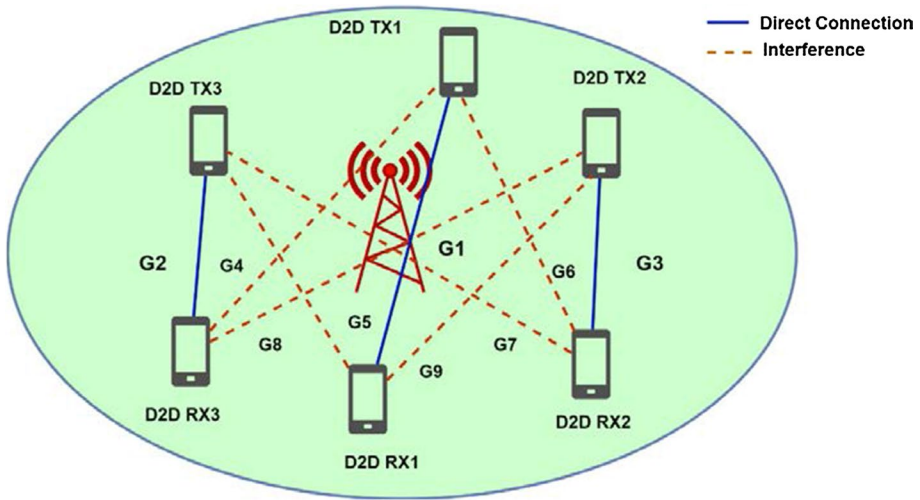 D2D TX1
Direct Connection
Interference
D2D TX2
D2D TX3
G1
G2
G4
G6
G3
G5
G8
G7
G9
D2D RX3
D2D RX2
D2D RX1